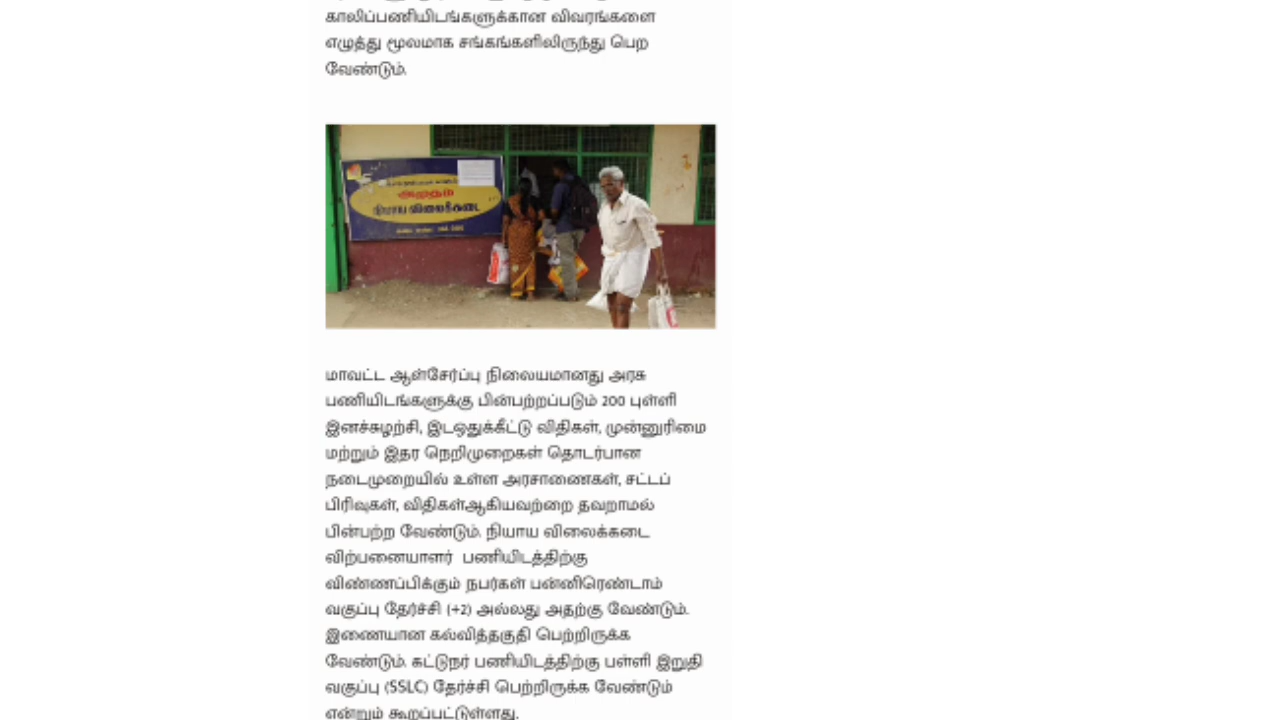 காலிப்பணியிடங்களுக்கான விவரங்களை
எழுத்து மூலமாக சங்கங்களிலிருந்து பெற
வேண்டும்.
அமுதம்
நியாய விலைக்கடை
மாவட்ட ஆள்சேர்ப்பு நிலையமானது அரசு
பணியிடங்களுக்கு பின்பற்றப்படும் 200 புள்ளி
இனச்சுழற்சி, இடஒதுக்கீட்டு விதிகள், முன்னுரிமை
மற்றும் இதர நெறிமுறைகள் தொடர்பான
நடைமுறையில் உள்ள அரசாணைகள், சட்டப்
பிரிவுகள், விதிகள்ஆகியவற்றை தவறாமல்
பின்பற்ற வேண்டும். நியாய விலைக்கடை
விற்பனையாளர் பணியிடத்திற்கு
விண்ணப்பிக்கும் நபர்கள் பன்னிரெண்டாம்
வகுப்பு தேர்ச்சி (+2) அல்லது அதற்கு வேண்டும்.
இணையான கல்வித்தகுதி பெற்றிருக்க
வேண்டும். கட்டுநர் பணியிடத்திற்கு பள்ளி இறுதி
வகுப்பு (SSLC) தேர்ச்சி பெற்றிருக்க வேண்டும்
என்றும் கூறப்பட்டுள்ளது.